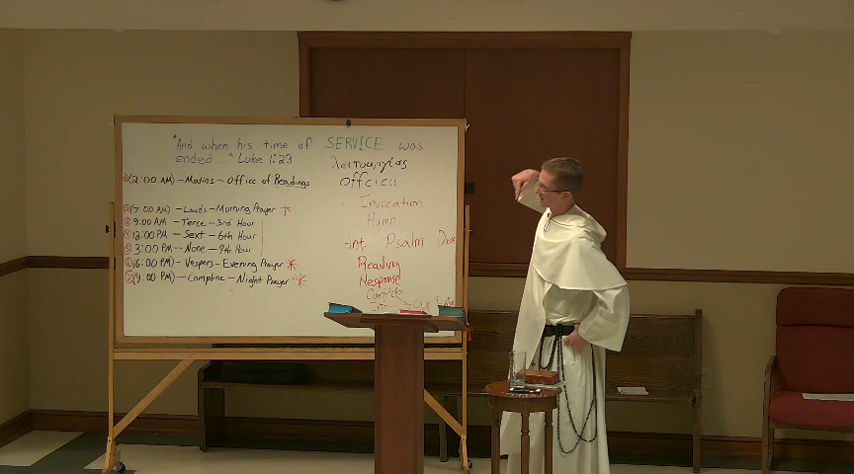 "And when his time of SERVICE was
ended..." Luke 1:23
λειτουργίας
(2:00 AM) – Matins – Office of Readings
(7:00 AM) – Lauds – Morning Prayer
9:00 AM – Terce – 3rd Hour
12:00 PM – Sext – 6th Hour
3:00 PM – None – 9th Hour
(6:00 PM) – Vespers – Evening Prayer *
(9:00 PM) – Compline – Night Prayer *
Invocation
Hymn
Psalm
Reading
Response